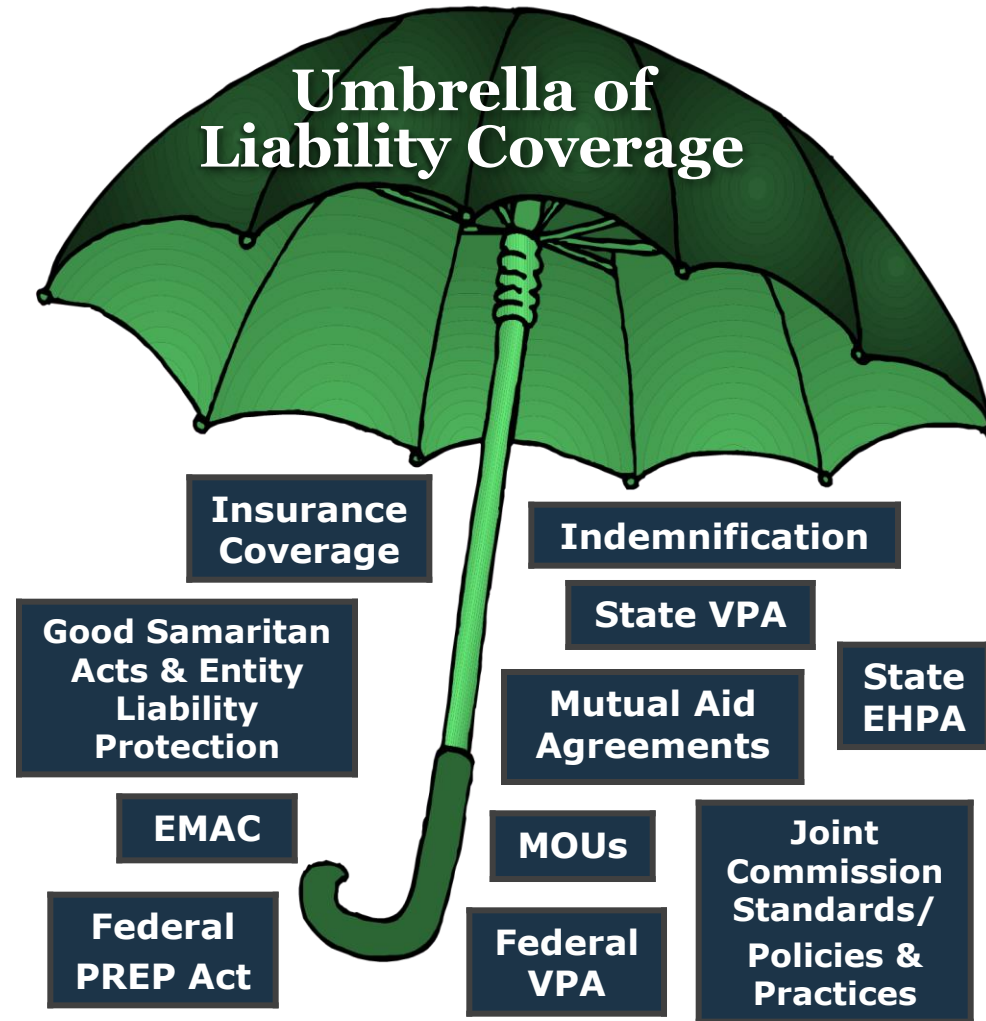 Umbrella of
Liability Coverage
Insurance
Coverage
Indemnification
State VPA
Good Samaritan
Acts & Entity
Liability
Protection
State
EHPA
Mutual Aid
Agreements
EMAC
MOUs
Joint
Commission
Standards/
Policies &
Practices
Federal
PREP Act
Federal
VPA